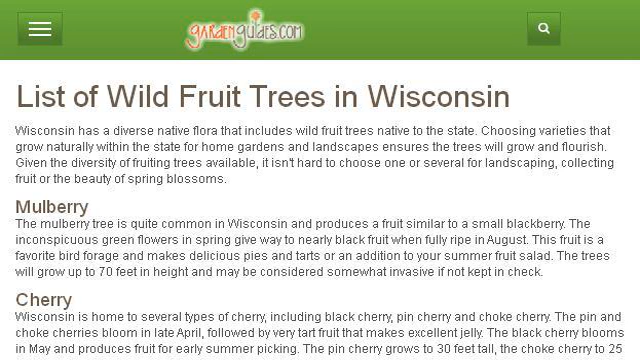 gardenguides.com
List of Wild Fruit Trees in Wisconsin
Wisconsin has a diverse native flora that includes wild fruit trees native to the state. Choosing varieties that
grow naturally within the state for home gardens and landscapes ensures the trees will grow and flourish.
Given the diversity of fruiting trees available, it isn't hard to choose one or several for landscaping, collecting
fruit or the beauty of spring blossoms.
Mulberry
The mulberry tree is quite common in Wisconsin and produces a fruit similar to a small blackberry. The
inconspicuous green flowers in spring give way to nearly black fruit when fully ripe in August. This fruit is a
favorite bird forage and makes delicious pies and tarts or an addition to your summer fruit salad. The trees
will grow up to 70 feet in height and may be considered somewhat invasive if not kept in check.
Cherry
Wisconsin is home to several types of cherry, including black cherry, pin cherry and choke cherry. The pin and
choke cherries bloom in late April, followed by very tart fruit that makes excellent jelly. The black cherry blooms
in May and produces fruit for early summer picking. The pin cherry grows to 30 feet tall, the choke cherry to 25